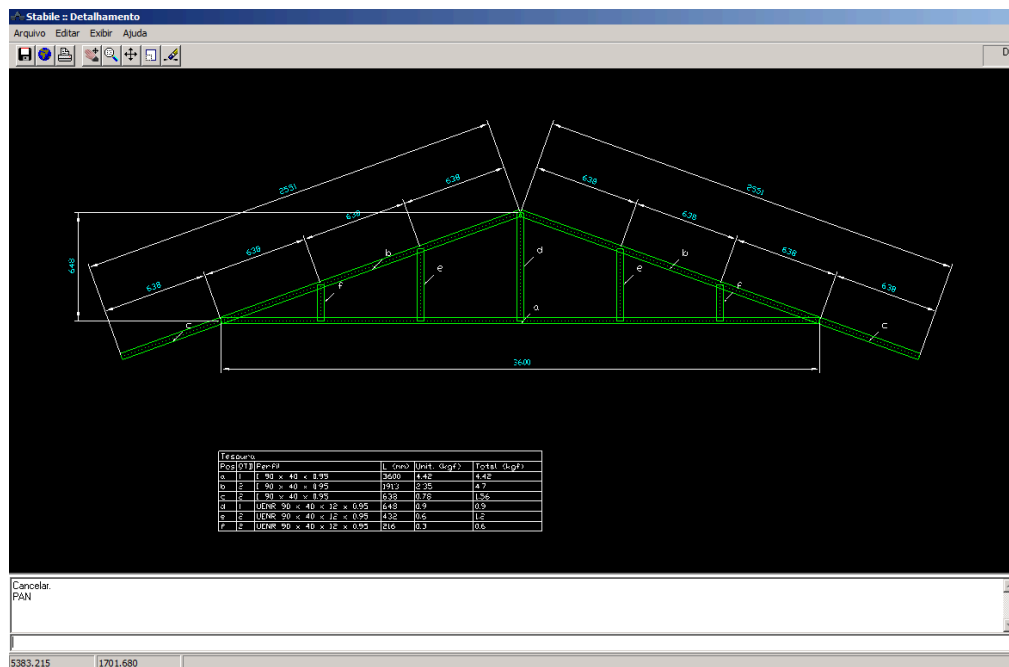 Stabile :: Detalhamento
Arquivo Editar Exibir Ajuda
D
2551
2551
638
638
638
638
638
638
638
638
648
b
b
d
e
e
f
f
a
c
c
3600
Tesoura
Pos QTD Perfil L (mm) Unit. (kgf) Total (kgf)
a 1 I 90 x 40 x 0.95 3600 4.42 4.42
b 2 I 90 x 40 x 0.95 1913 2.35 4.7
c 2 I 90 x 40 x 0.95 638 0.78 1.56
d 1 UENR 90 x 40 x 12 x 0.95 648 0.9 0.9
e 2 UENR 90 x 40 x 12 x 0.95 432 0.6 1.2
f 2 UENR 90 x 40 x 12 x 0.95 216 0.3 0.6
Cancelar.
PAN
5383.215 1701.680